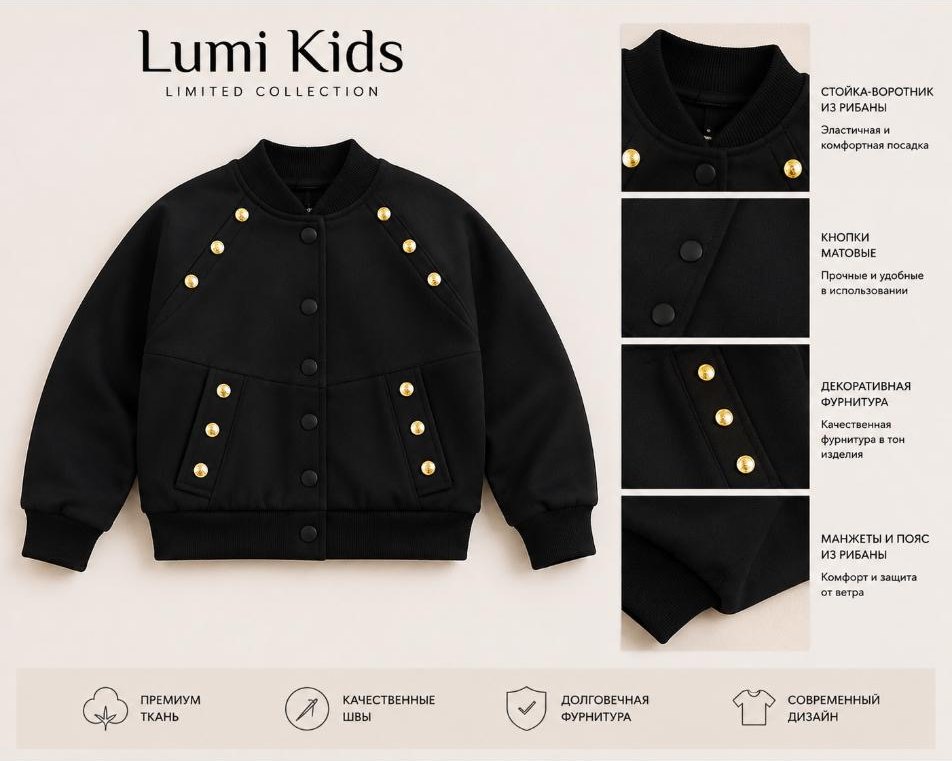 Lumi Kids
LIMITED COLLECTION
СТОЙКА-ВОРОТНИК
ИЗ РИБАНЫ
Эластичная и
комфортная посадка
КНОПКИ
МАТОВЫЕ
Прочные и удобные
в использовании
ДЕКОРАТИВНАЯ
ФУРНИТУРА
Качественная
фурнитура в тон
изделия
МАНЖЕТЫ И ПОЯС
ИЗ РИБАНЫ
Комфорт и защита
от ветра
ПРЕМИУМ
ТКАНЬ
КАЧЕСТВЕННЫЕ
ШВЫ
ДОЛГОВЕЧНАЯ
ФУРНИТУРА
СОВРЕМЕННЫЙ
ДИЗАЙН